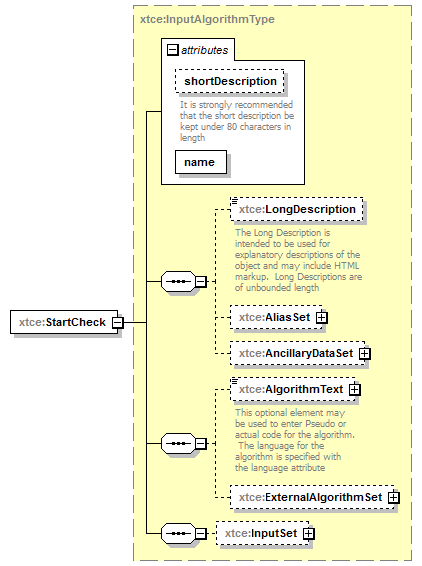 xtce:InputAlgorithmType
attributes
shortDescription
It is strongly recommended
that the short description be
kept under 80 characters in
length
name
xtce:LongDescription
The Long Description is
intended to be used for
explanatory descriptions of the
object and may include HTML
markup.  Long Descriptions are
of unbounded length
xtce:StartCheck
xtce:AliasSet
xtce:AncillaryDataSet
xtce:AlgorithmText
This optional element may
be used to enter Pseudo or
actual code for the algorithm.
The language for the
algorithm is specified with
the language attribute
xtce:ExternalAlgorithmSet
xtce:InputSet